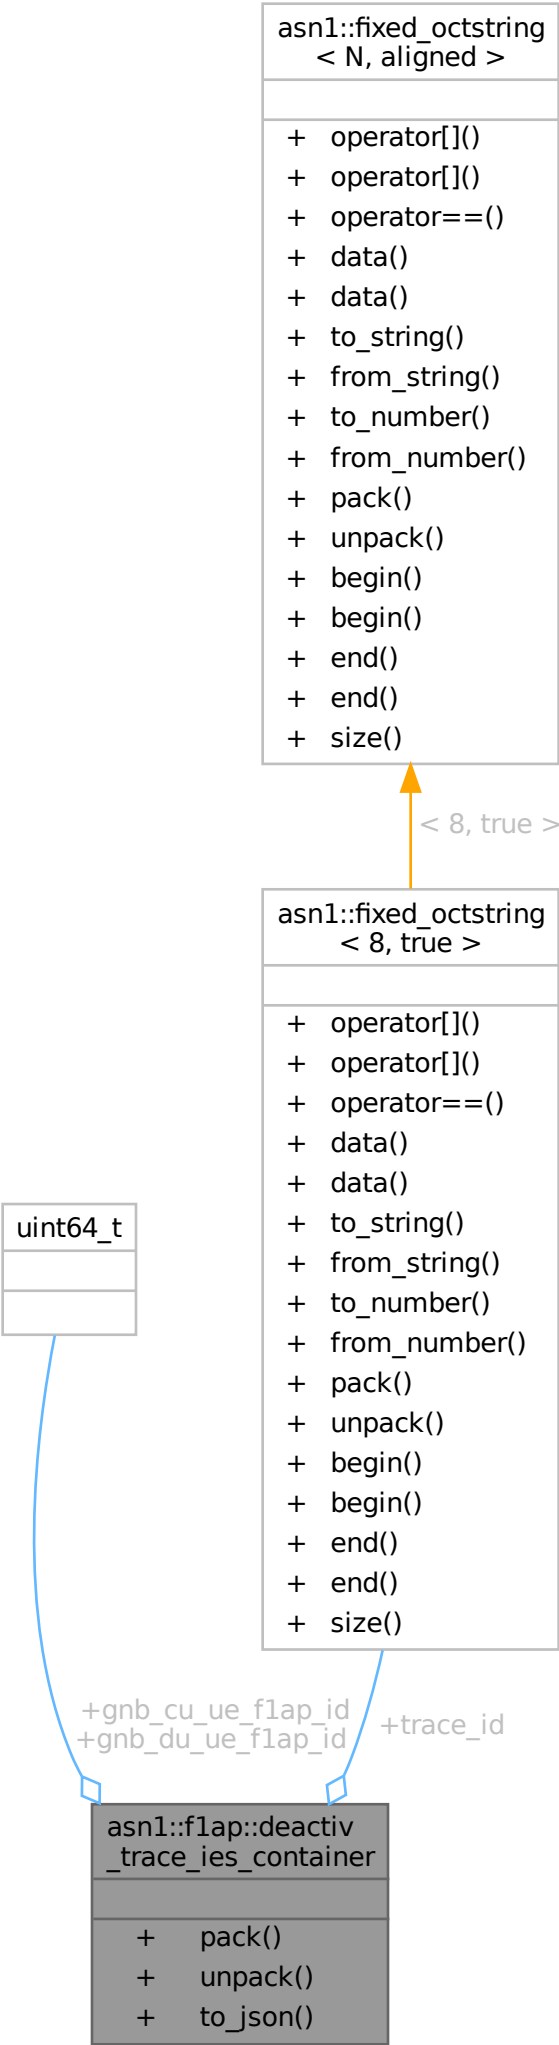 asn1::fixed_octstring
< N, aligned >
+ operator[]()
+ operator[]()
+ operator==()
+ data()
+ data()
+ to_string()
+ from_string()
+ to_number()
+ from_number()
+ pack()
+ unpack()
+ begin()
+ begin()
+ end()
+ end()
+ size()
< 8, true >
asn1::fixed_octstring
< 8, true >
+ operator[]()
+ operator[]()
+ operator==()
+ data()
+ data()
+ to_string()
+ from_string()
+ to_number()
+ from_number()
+ pack()
+ unpack()
+ begin()
+ begin()
+ end()
+ end()
+ size()
uint64_t
+gnb_cu_ue_f1ap_id
+gnb_du_ue_f1ap_id
+trace_id
asn1::f1ap::deactiv
_trace_ies_container
+ pack()
+ unpack()
+ to_json()